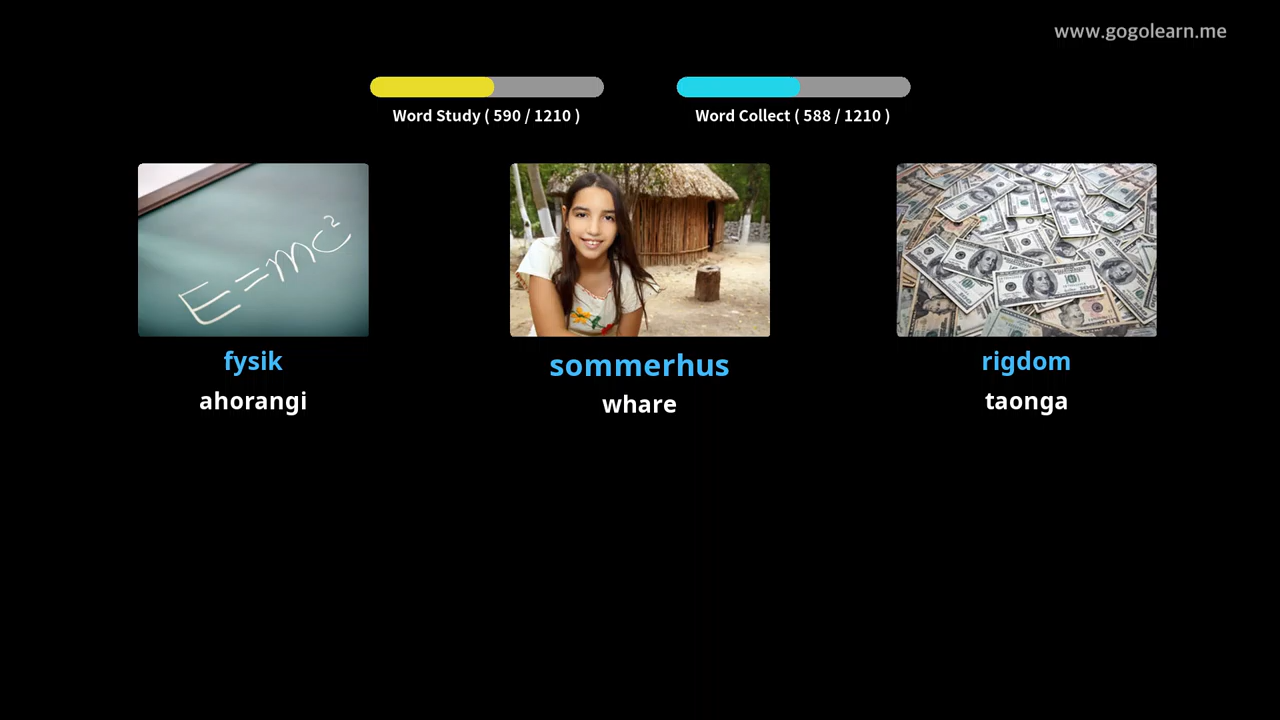 www.gogolearn.me
Word Study ( 590 / 1210 )
Word Collect ( 588 / 1210 )
E=mc²
fysik
sommerhus
rigdom
ahorangi
whare
taonga